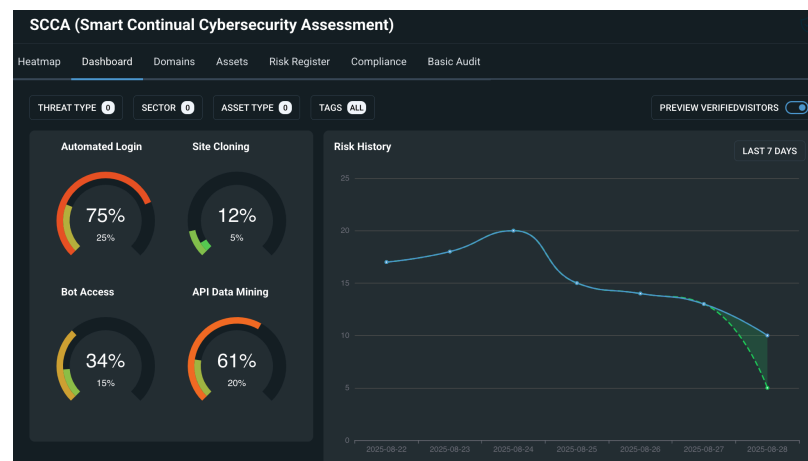 SCCA (Smart Continual Cybersecurity Assessment)
Heatmap Dashboard Domains Assets Risk Register Compliance Basic Audit
THREAT TYPE 0 SECTOR 0 ASSET TYPE 0 TAGS ALL PREVIEW VERIFIEDVISITORS
Automated Login Site Cloning
75% 12%
25% 5%
Bot Access API Data Mining
34% 61%
15% 20%
Risk History
LAST 7 DAYS
25
20
15
10
5
0
2025-08-22 2025-08-23 2025-08-24 2025-08-25 2025-08-26 2025-08-27 2025-08-28